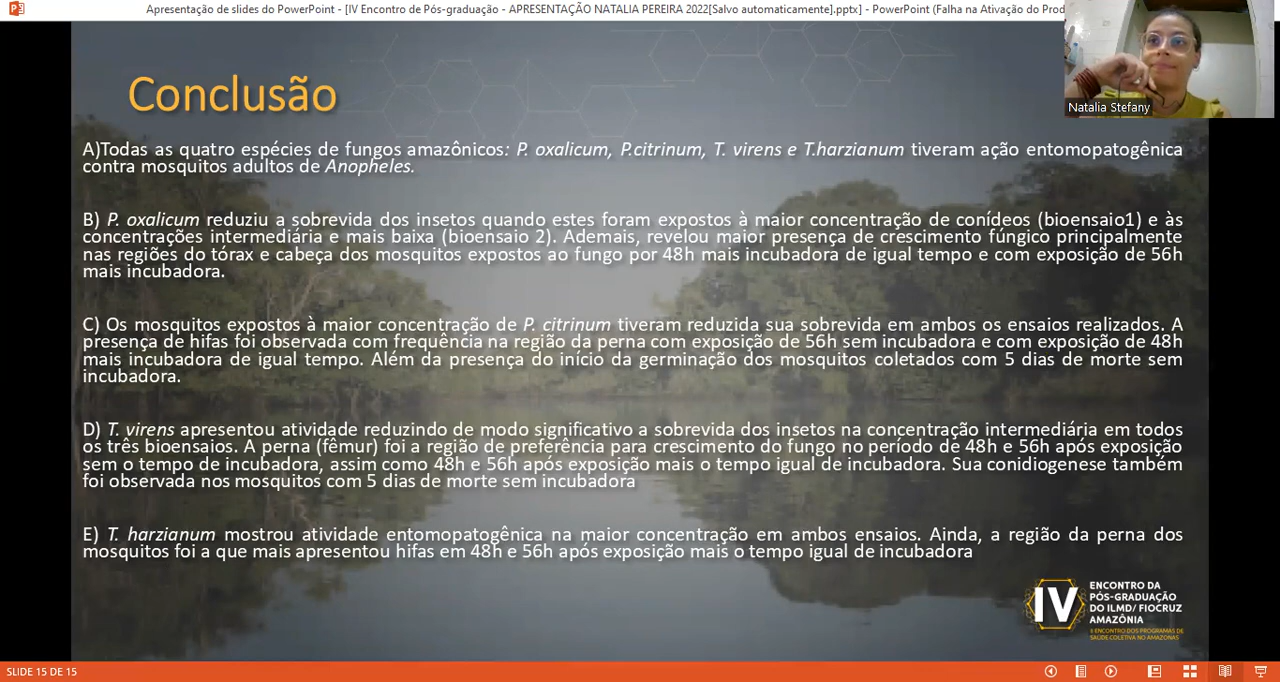 Apresentação de slides do PowerPoint - [IV Encontro de Pós-graduação - APRESENTAÇÃO NATALIA PEREIRA 2022[Salvo automaticamente].pptx] - PowerPoint (Falha na Ativação do Prod
Natalia Stefany
Conclusão
A)Todas as quatro espécies de fungos amazônicos: P. oxalicum, P.citrinum, T. virens e T.harzianum tiveram ação entomopatogênica
contra mosquitos adultos de Anopheles.
B) P. oxalicum reduziu a sobrevida dos insetos quando estes foram expostos à maior concentração de conídeos (bioensaio1) e às
concentrações intermediária e mais baixa (bioensaio 2). Ademais, revelou maior presença de crescimento fúngico principalmente
nas regiões do tórax e cabeça dos mosquitos expostos ao fungo por 48h mais incubadora de igual tempo e com exposição de 56h
mais incubadora.
C) Os mosquitos expostos à maior concentração de P. citrinum tiveram reduzida sua sobrevida em ambos os ensaios realizados. A
presença de hifas foi observada com frequência na região da perna com exposição de 56h sem incubadora e com exposição de 48h
mais incubadora de igual tempo. Além da presença do início da germinação dos mosquitos coletados com 5 dias de morte sem
incubadora.
D) T. virens apresentou atividade reduzindo de modo significativo a sobrevida dos insetos na concentração intermediária em todos
os três bioensaios. A perna (fêmur) foi a região de preferência para crescimento do fungo no período de 48h e 56h após exposição
sem o tempo de incubadora, assim como 48h e 56h após exposição mais o tempo igual de incubadora. Sua conidiogenese também
foi observada nos mosquitos com 5 dias de morte sem incubadora
E) T. harzianum mostrou atividade entomopatogênica na maior concentração em ambos ensaios. Ainda, a região da perna dos
mosquitos foi a que mais apresentou hifas em 48h e 56h após exposição mais o tempo igual de incubadora
IV
ENCONTRO DA
PÓS-GRADUAÇÃO
DO ILMD/ FIOCRUZ
AMAZÔNIA
II ENCONTRO DOS PROGRAMAS DE
SAÚDE COLETIVA NO AMAZONAS
SLIDE 15 DE 15